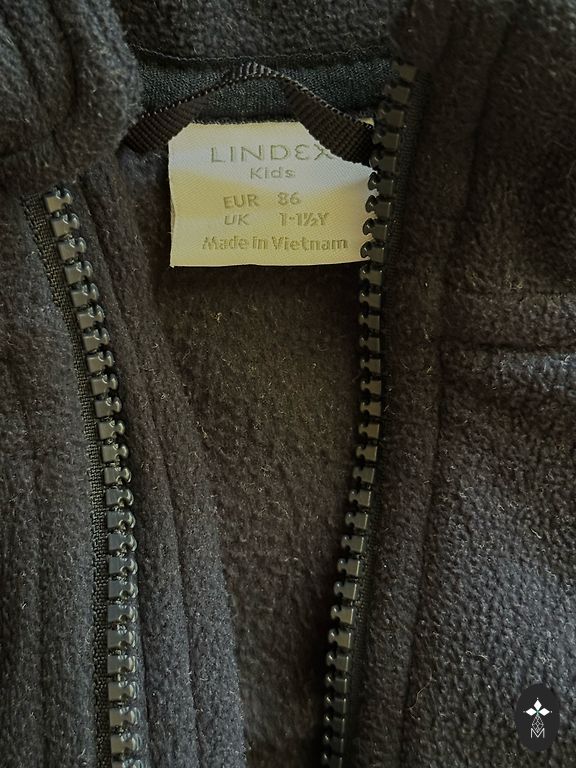 LINDEX
Kids
EUR 86
UK 1-1½Y
Made in Vietnam
M